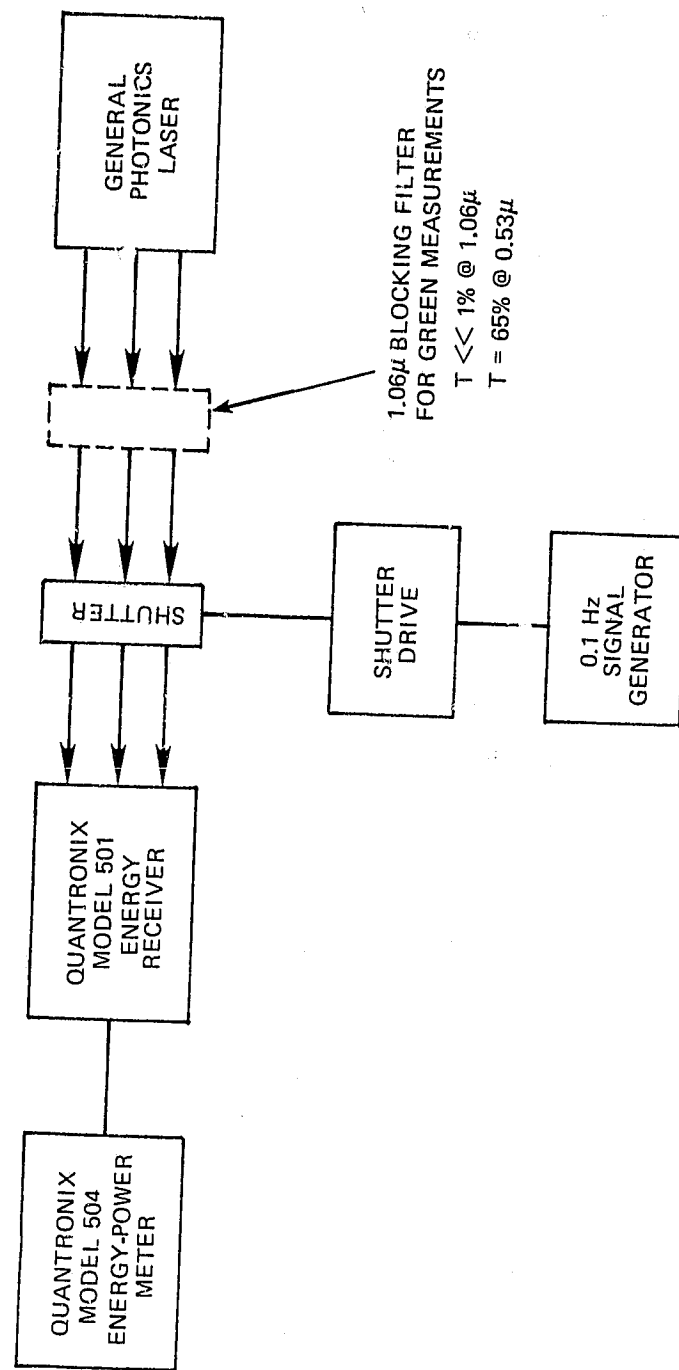 GENERAL
PHOTONICS
LASER
1.06μ BLOCKING FILTER
FOR GREEN MEASUREMENTS
T << 1% @ 1.06μ
T = 65% @ 0.53μ
SHUTTER
SHUTTER
DRIVE
0.1 Hz
SIGNAL
GENERATOR
QUANTRONIX
MODEL 501
ENERGY
RECEIVER
QUANTRONIX
MODEL 504
ENERGY-POWER
METER